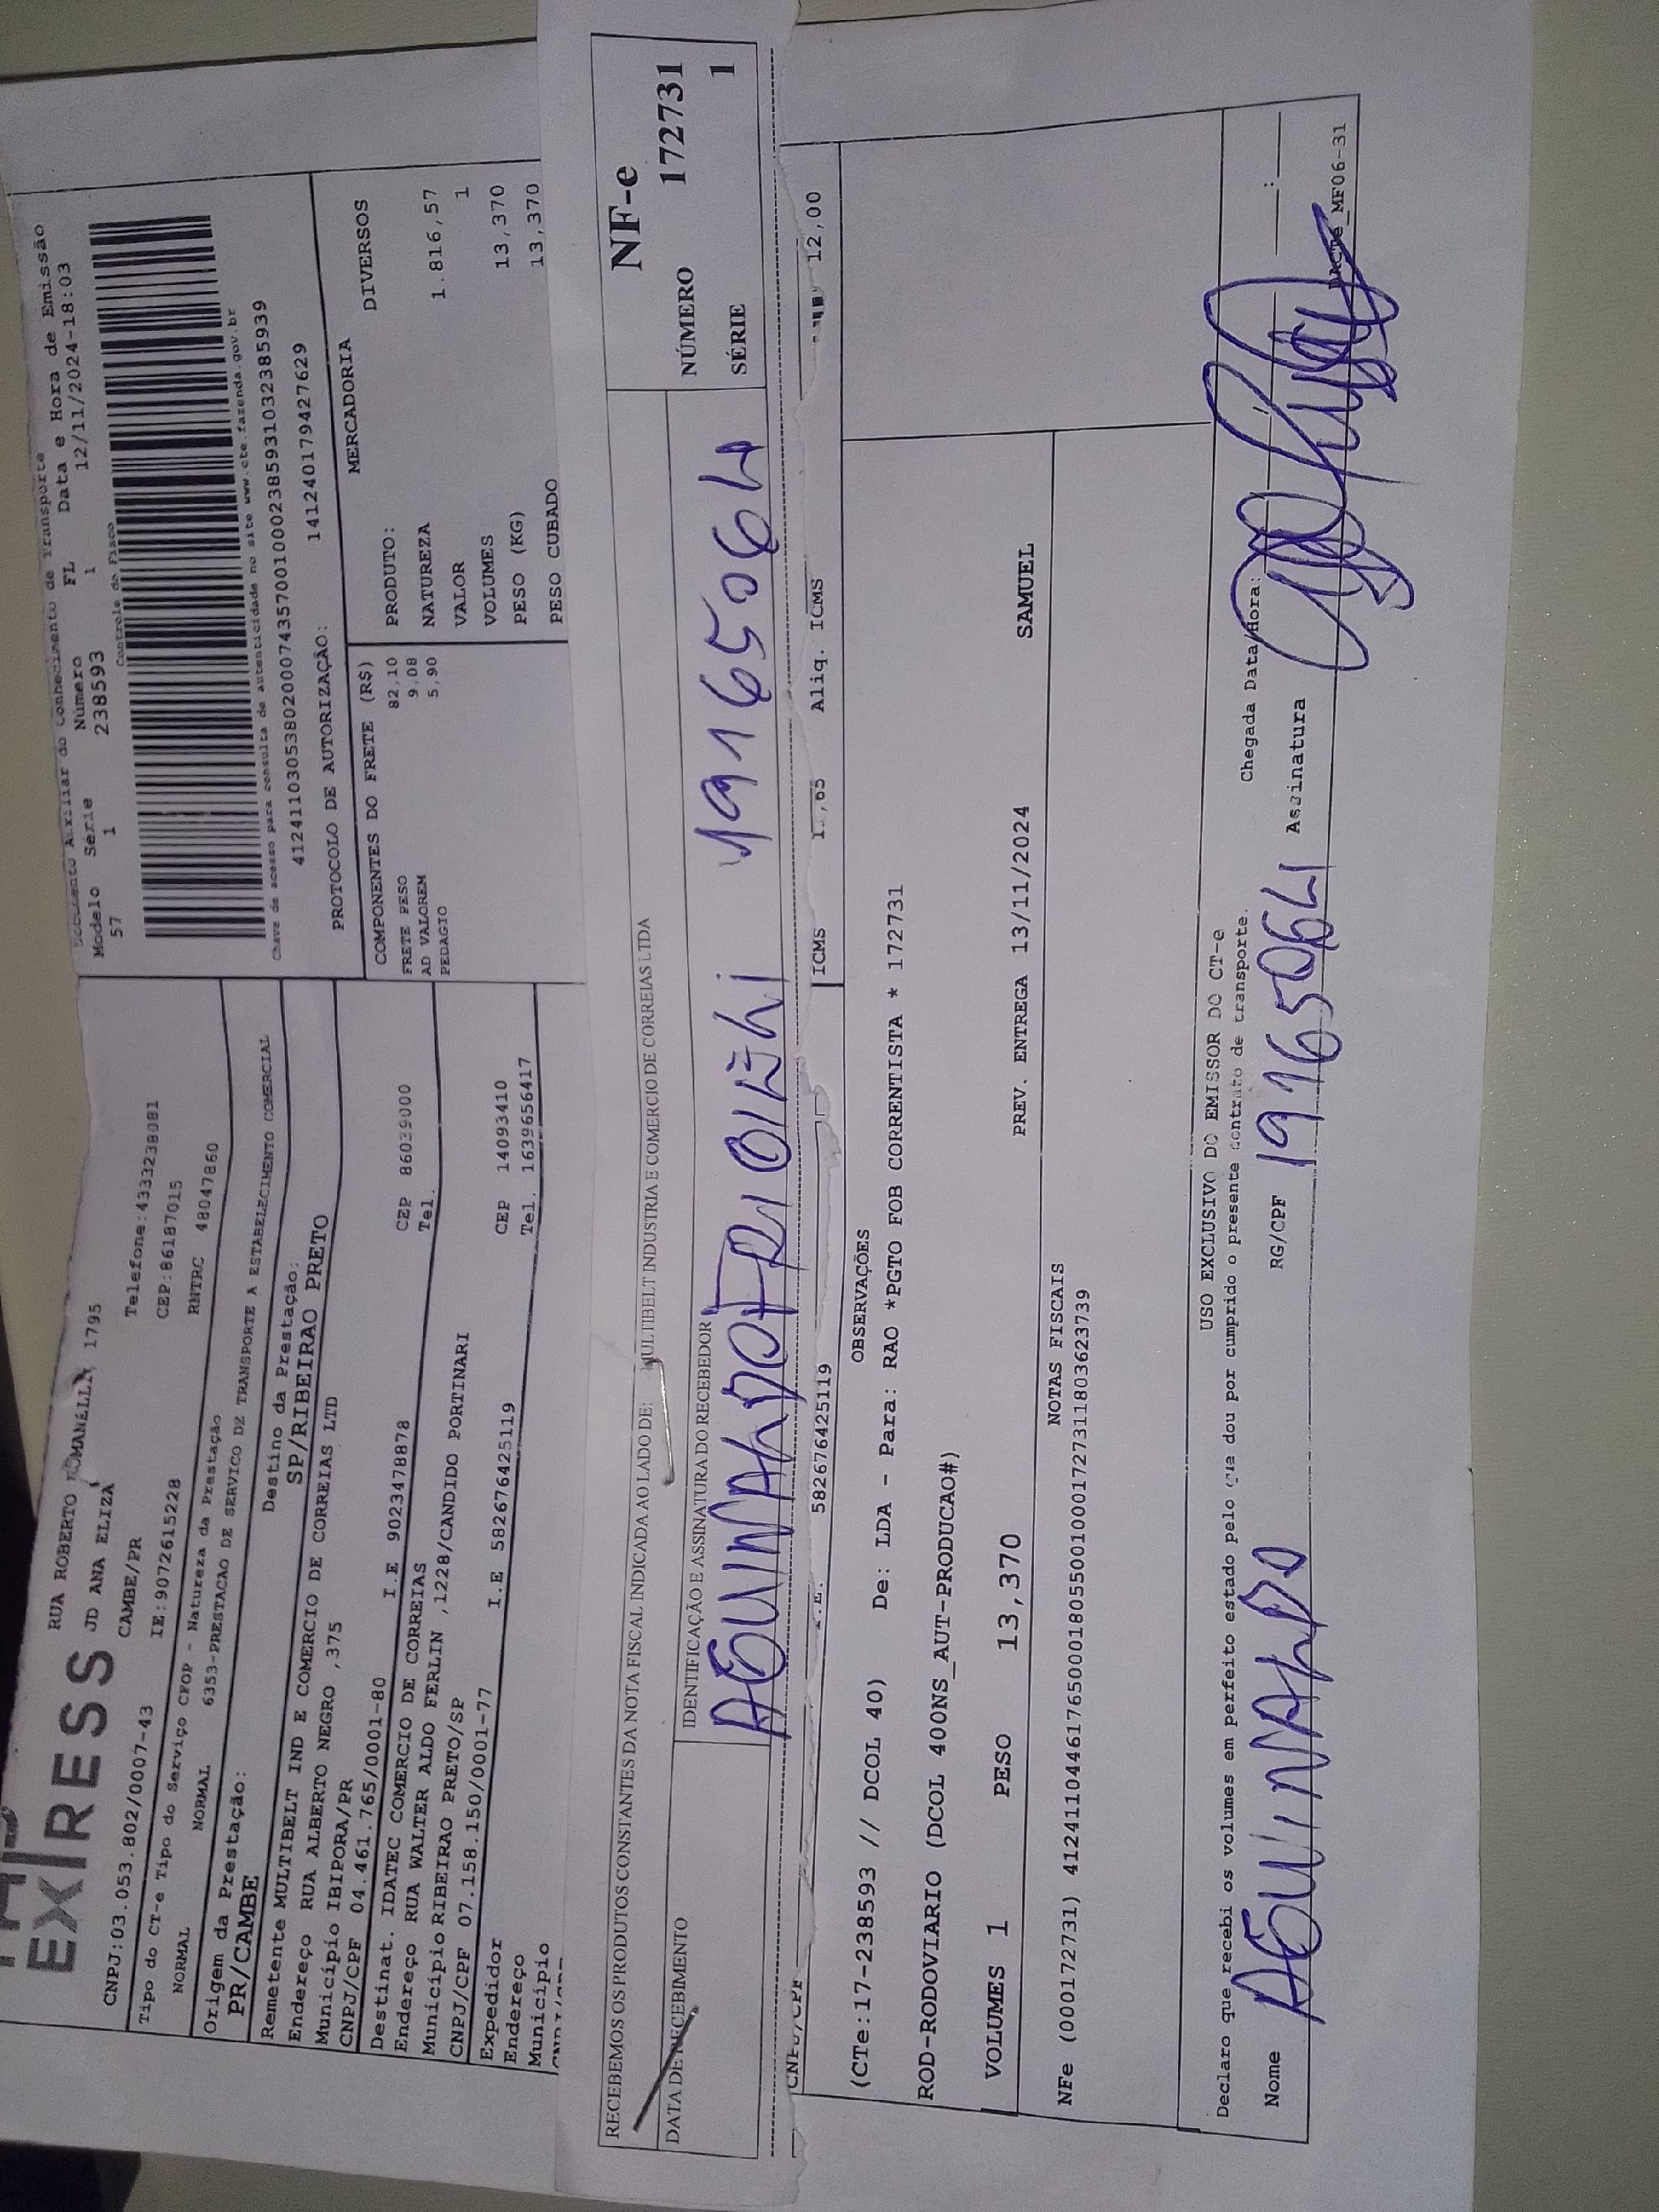 EXPRESS
RUA ROBERTO ROMANELLI, 1795
JD ANA ELIZA
CAMBE/PR
Telefone:4333238081
CNPJ:03.053.802/0007-43
IE:9072615228
CEP:86187015
Tipo do CT-e Tipo do Serviço CFOP - Natureza da Prestação
RNTRC 48047860
NORMAL NORMAL 6353-PRESTACAO DE SERVICO DE TRANSPORTE A ESTABELECIMENTO COMERCIAL
Origem da Prestação: Destino da Prestação:
PR/CAMBE SP/RIBEIRAO PRETO
Remetente MULTIBELT IND E COMERCIO DE CORREIAS LTD
Endereço RUA ALBERTO NEGRO ,375
Município IBIPORA/PR CEP 86039000
CNPJ/CPF 04.461.765/0001-80 I.E 9023478878 Tel.
Destinat. IDATEC COMERCIO DE CORREIAS
Endereço RUA WALTER ALDO FERLIN ,1228/CANDIDO PORTINARI
Município RIBEIRAO PRETO/SP CEP 14093410
CNPJ/CPF 07.158.150/0001-77 I.E 582676425119 Tel. 1639656417
Expedidor
Endereço
Município
Documento Auxiliar do Conhecimento de Transporte
Modelo Série Número FL Data e Hora de Emissão
57 1 238593 1 12/11/2024-18:03
Controle do Fisco
Chave de acesso para consulta de autenticidade no site www.cte.fazenda.gov.br
41241103053802000743570010002385931032385939
PROTOCOLO DE AUTORIZAÇÃO: 141240179427629
COMPONENTES DO FRETE (R$)
FRETE PESO 82,10
AD VALOREM 9,08
PEDAGIO 5,90
MERCADORIA
PRODUTO: DIVERSOS
NATUREZA
VALOR 1.816,57
VOLUMES 1
PESO (KG) 13,370
PESO CUBADO 13,370
RECEBEMOS OS PRODUTOS CONSTANTES DA NOTA FISCAL INDICADA AO LADO DE: MULTIBELT INDUSTRIA E COMERCIO DE CORREIAS LTDA
DATA DE RECEBIMENTO
IDENTIFICAÇÃO E ASSINATURA DO RECEBEDOR
NF-e
NÚMERO 172731
SÉRIE 1
CNPJ/CPF I.E. 582676425119 ICMS Aliq. ICMS 12,00
OBSERVAÇÕES
(CTe:17-238593 // DCOL 40) De: LDA - Para: RAO *PGTO FOB CORRENTISTA * 172731
ROD-RODOVIARIO (DCOL 400NS_AUT-PRODUCAO#)
VOLUMES 1 PESO 13,370 PREV. ENTREGA 13/11/2024 SAMUEL
NOTAS FISCAIS
NFe (000172731) 41241104461765000180550010001727311803623739
USO EXCLUSIVO DO EMISSOR DO CT-e
Declaro que recebi os volumes em perfeito estado pelo que dou por cumprido o presente contrato de transporte.
Chegada Data/Hora:
Nome AGUINALDO RG/CPF 19165064 Assinatura
DACTE_MF06-31